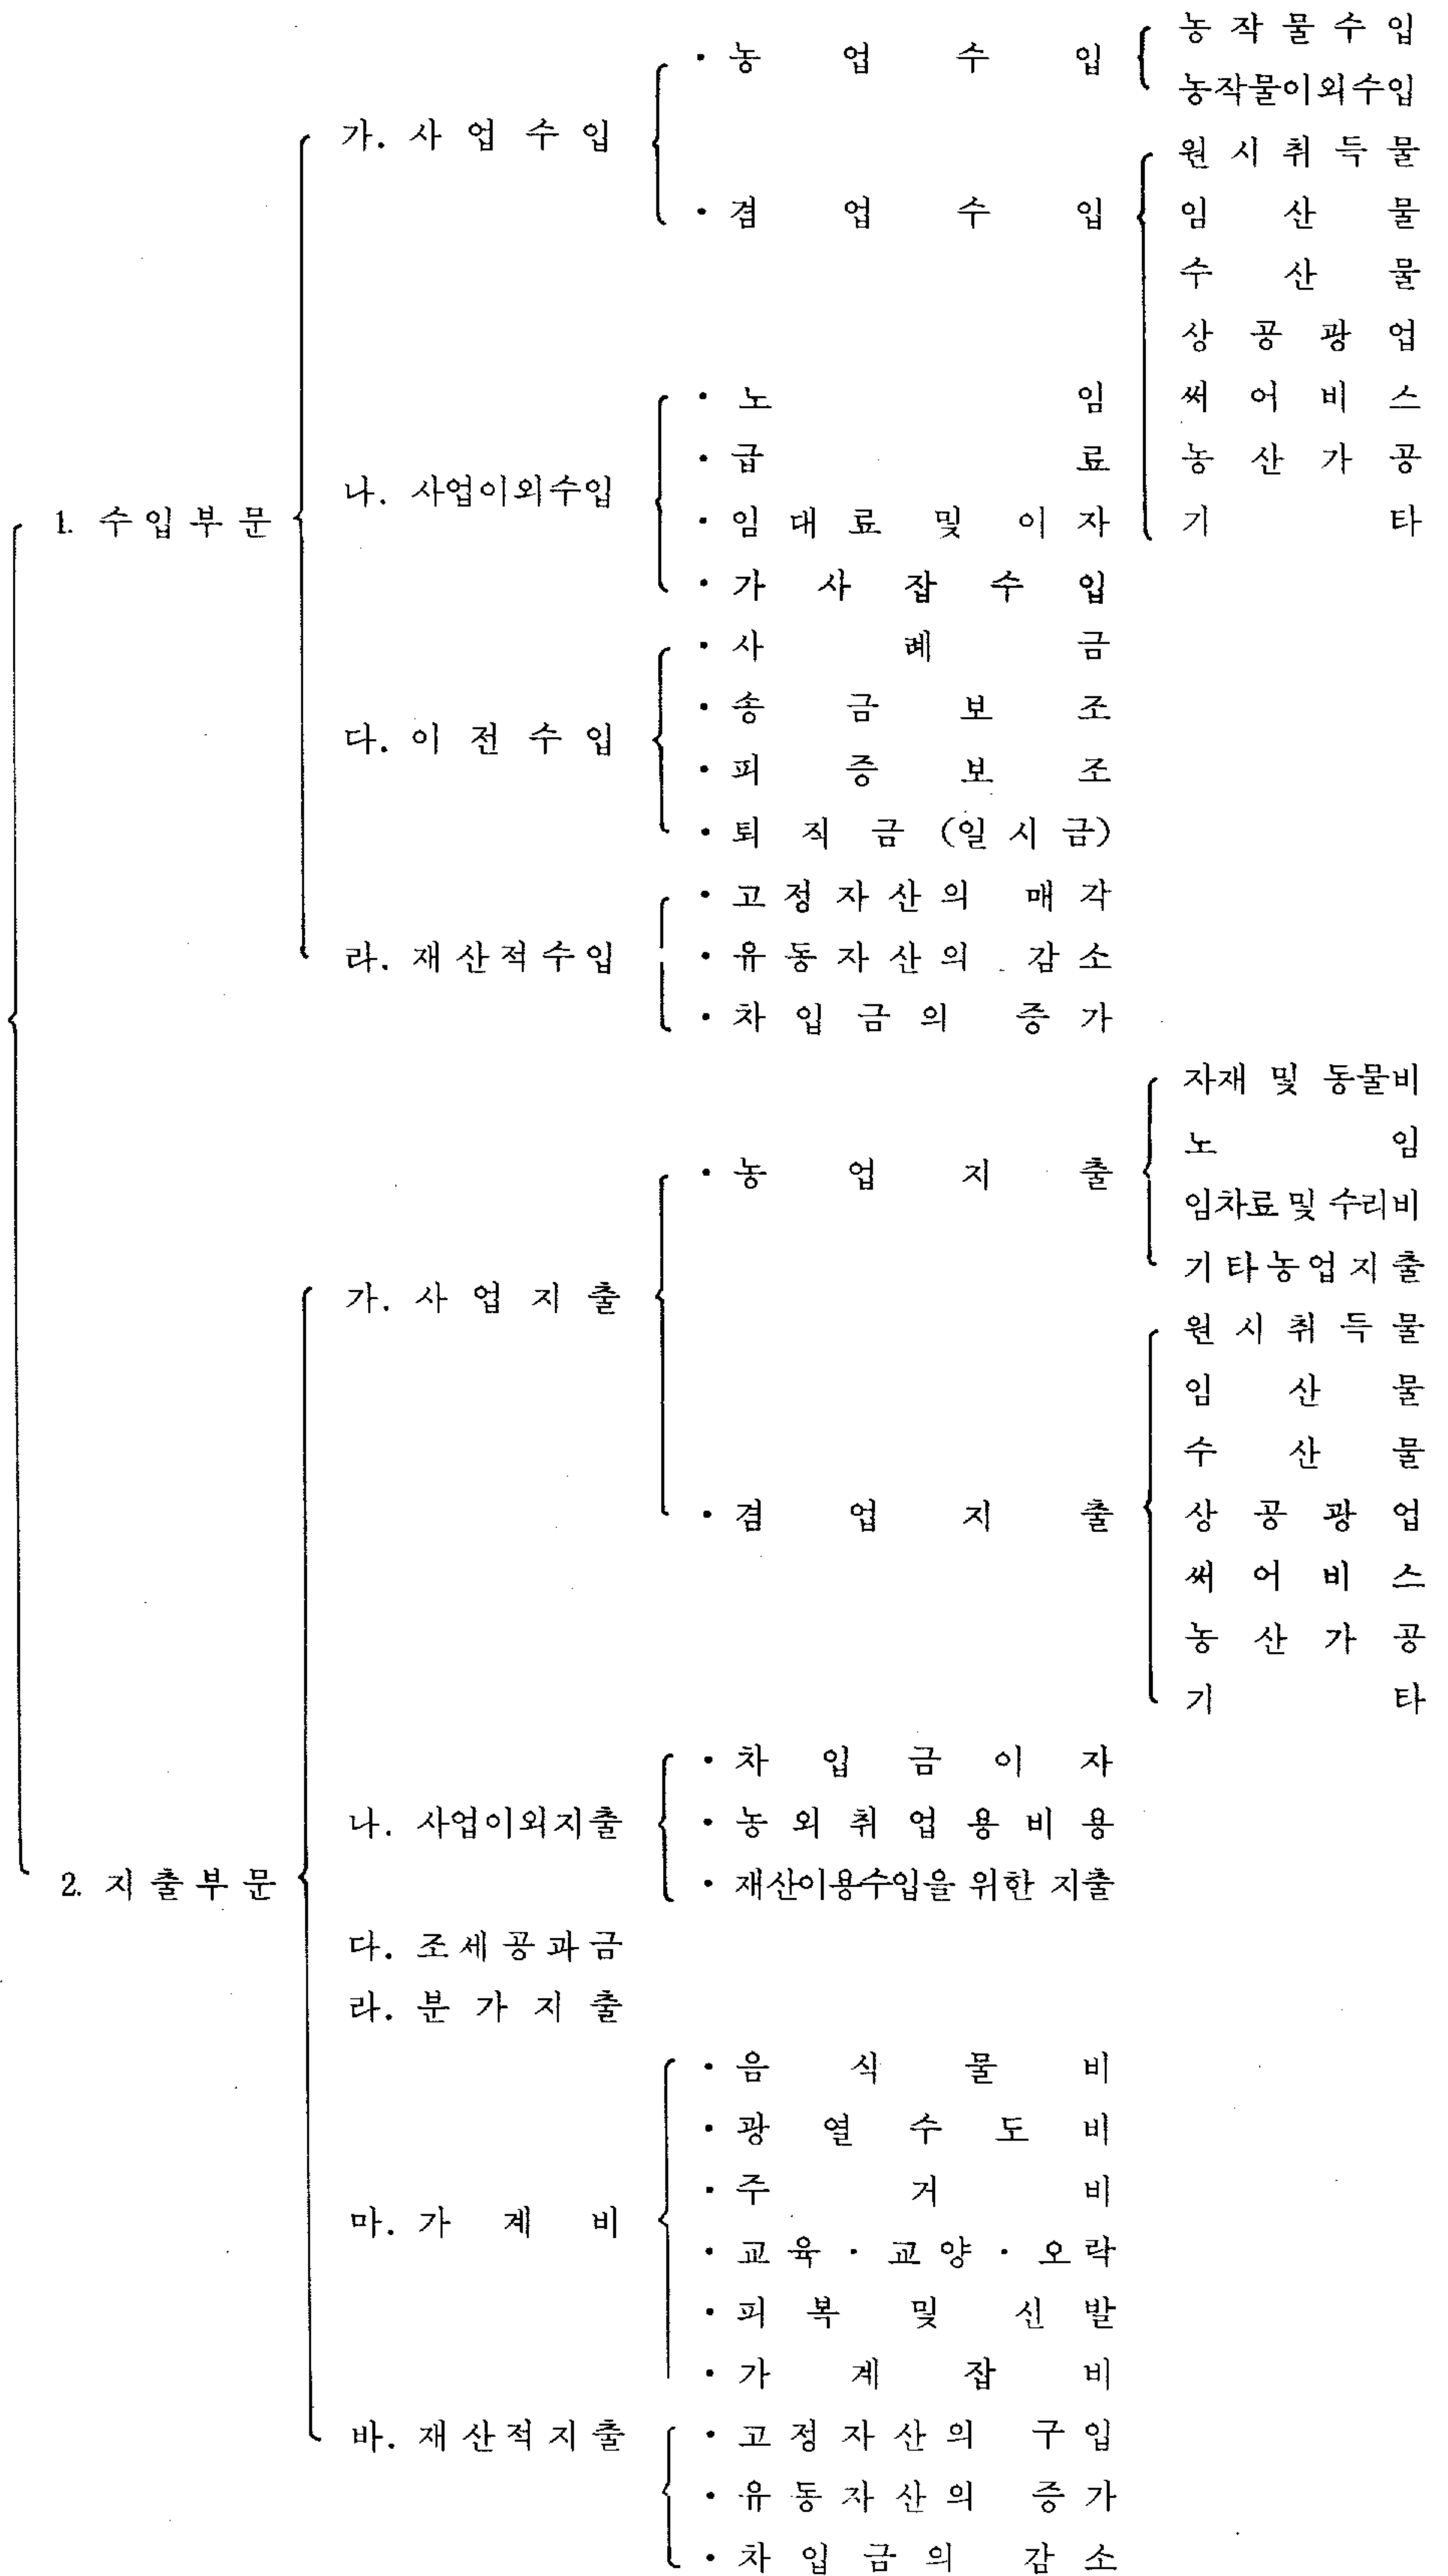 1. 수입부문
가. 사업수입
· 농업수입
농작물수입
농작물이외수입
· 겸업수입
원시취득물
임산물
수산물
상공광업
써어비스
농산가공
기타
나. 사업이외수입
· 노임
· 급료
· 임대료 및 이자
· 가사잡수입
다. 이전수입
· 사례금
· 송금보조
· 피증보조
· 퇴직금 (일시금)
라. 재산적수입
· 고정자산의 매각
· 유동자산의 감소
· 차입금의 증가
2. 지출부문
가. 사업지출
· 농업지출
자재 및 동물비
노임
임차료 및 수리비
기타농업지출
· 겸업지출
원시취득물
임산물
수산물
상공광업
써어비스
농산가공
기타
나. 사업이외지출
· 차입금이자
· 농외취업용비용
· 재산이용수입을 위한 지출
다. 조세공과금
라. 분가지출
마. 가계비
· 음식물비
· 광열수도비
· 주거비
· 교육 · 교양 · 오락
· 피복 및 신발
· 가계잡비
바. 재산적지출
· 고정자산의 구입
· 유동자산의 증가
· 차입금의 감소